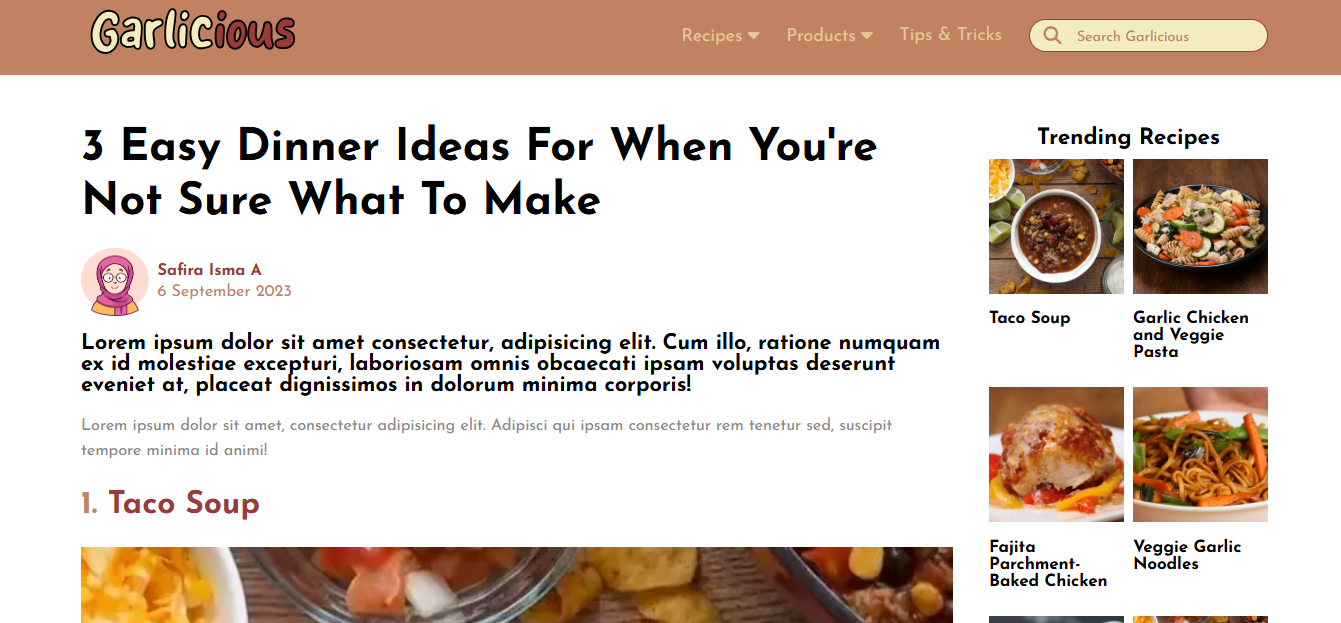 Garlicious
Recipes
Products
Tips & Tricks
Search Garlicious
3 Easy Dinner Ideas For When You're
Not Sure What To Make
Safira Isma A
6 September 2023
Lorem ipsum dolor sit amet consectetur, adipisicing elit. Cum illo, ratione numquam
ex id molestiae excepturi, laboriosam omnis obcaecati ipsam voluptas deserunt
eveniet at, placeat dignissimos in dolorum minima corporis!
Lorem ipsum dolor sit amet, consectetur adipisicing elit. Adipisci qui ipsam consectetur rem tenetur sed, suscipit
tempore minima id animi!
1. Taco Soup
Trending Recipes
Taco Soup
Garlic Chicken
and Veggie
Pasta
Fajita
Parchment-
Baked Chicken
Veggie Garlic
Noodles